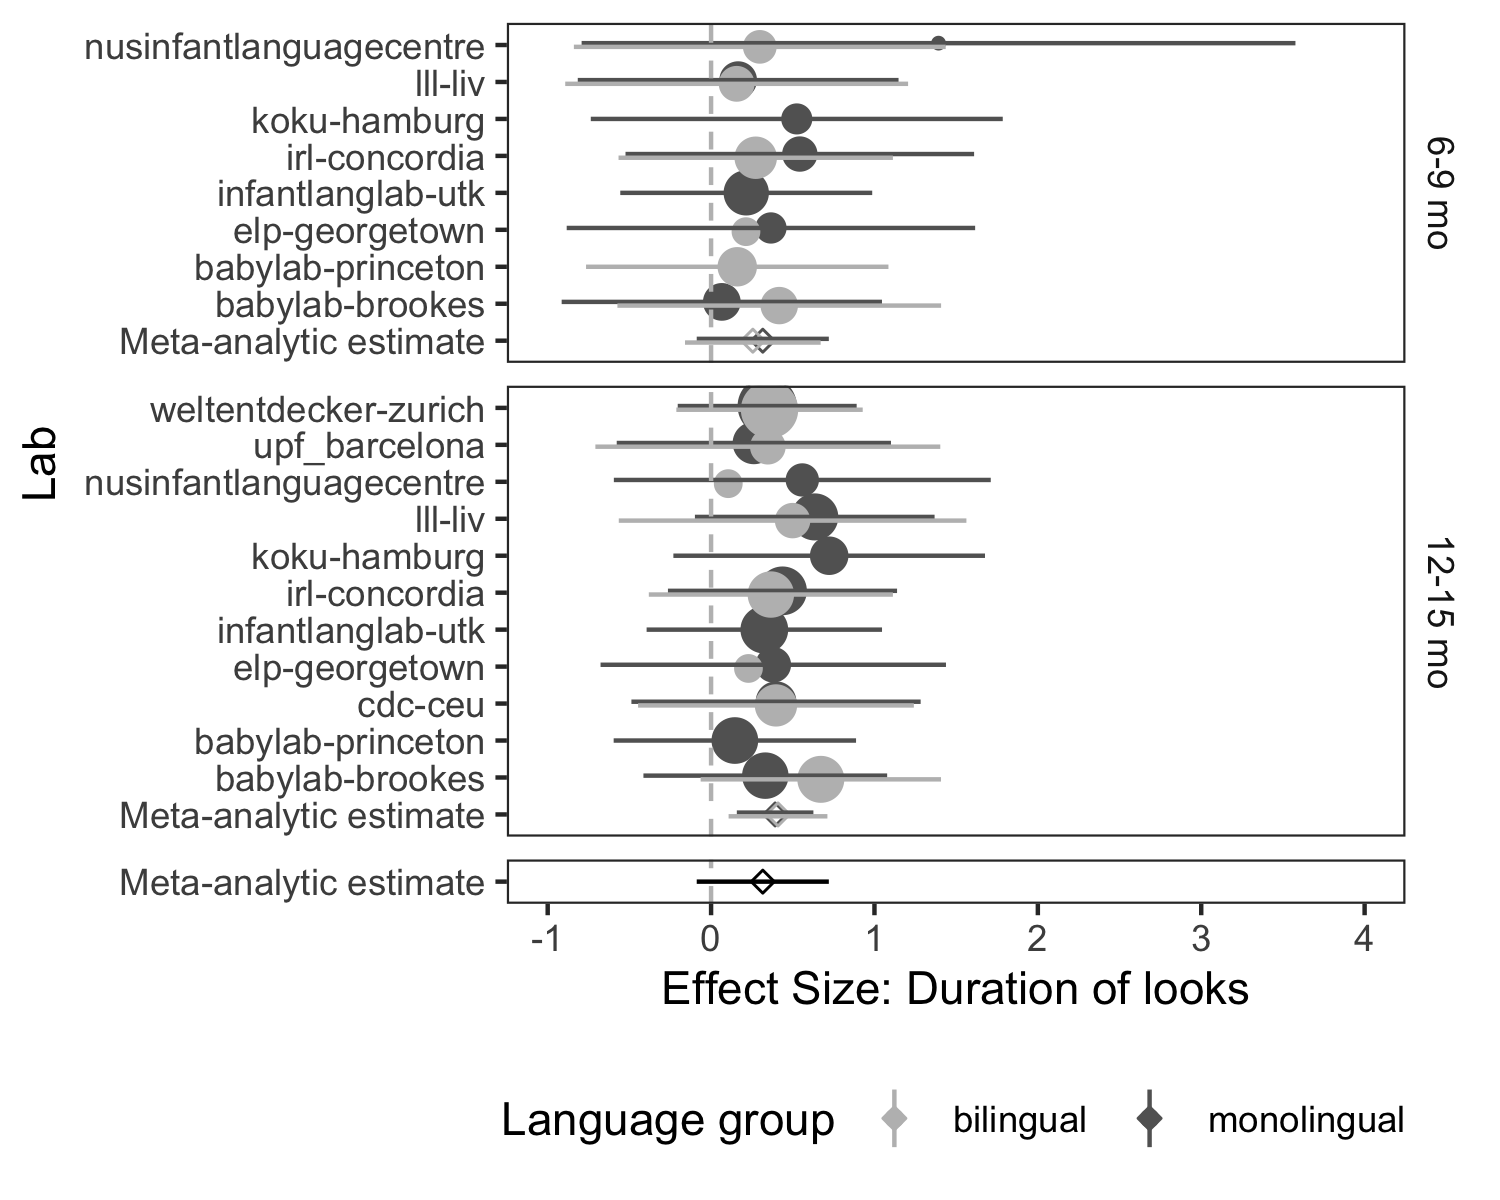 nusinfantlanguagecentre
lll-liv
koku-hamburg
irl-concordia
infantlanglab-utk
elp-georgetown
babylab-princeton
babylab-brookes
Meta-analytic estimate
6-9 mo
weltentdecker-zurich
upf_barcelona
nusinfantlanguagecentre
lll-liv
koku-hamburg
irl-concordia
infantlanglab-utk
elp-georgetown
cdc-ceu
babylab-princeton
babylab-brookes
Meta-analytic estimate
12-15 mo
Meta-analytic estimate
Lab
-1 0 1 2 3 4
Effect Size: Duration of looks
Language group bilingual monolingual